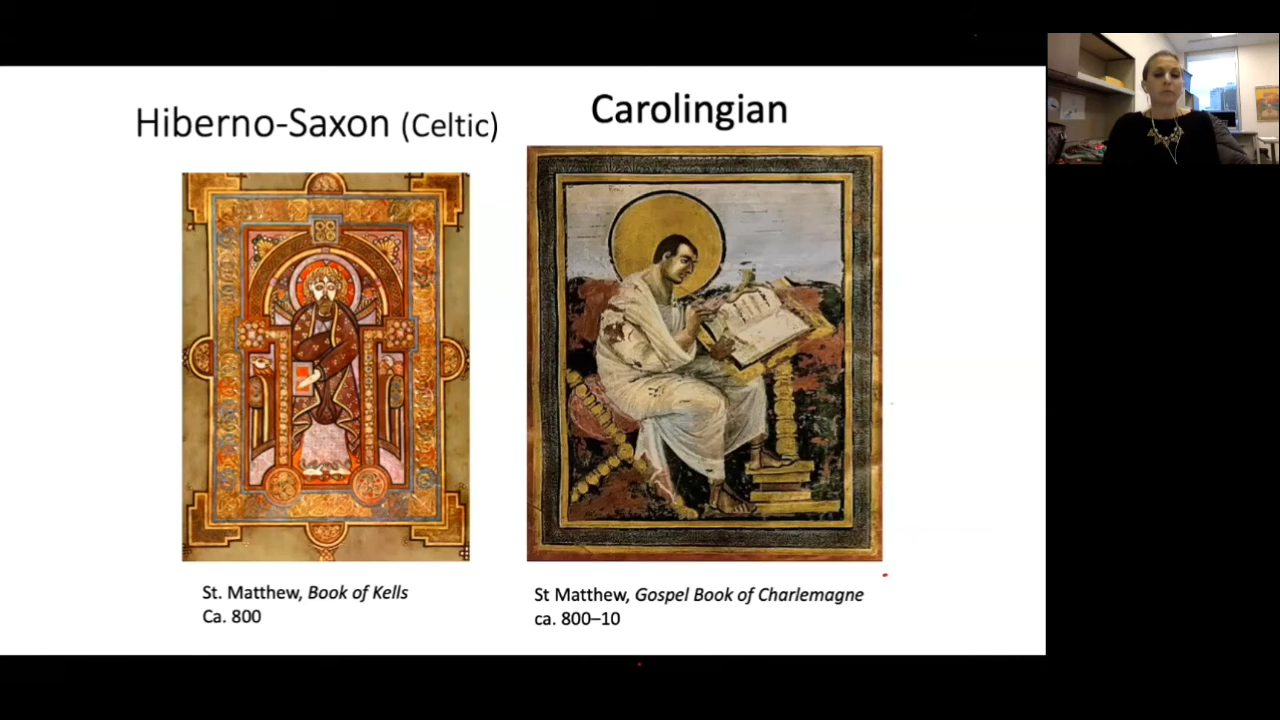 Hiberno-Saxon (Celtic)
Carolingian
St. Matthew, Book of Kells
Ca. 800
St Matthew, Gospel Book of Charlemagne
ca. 800–10